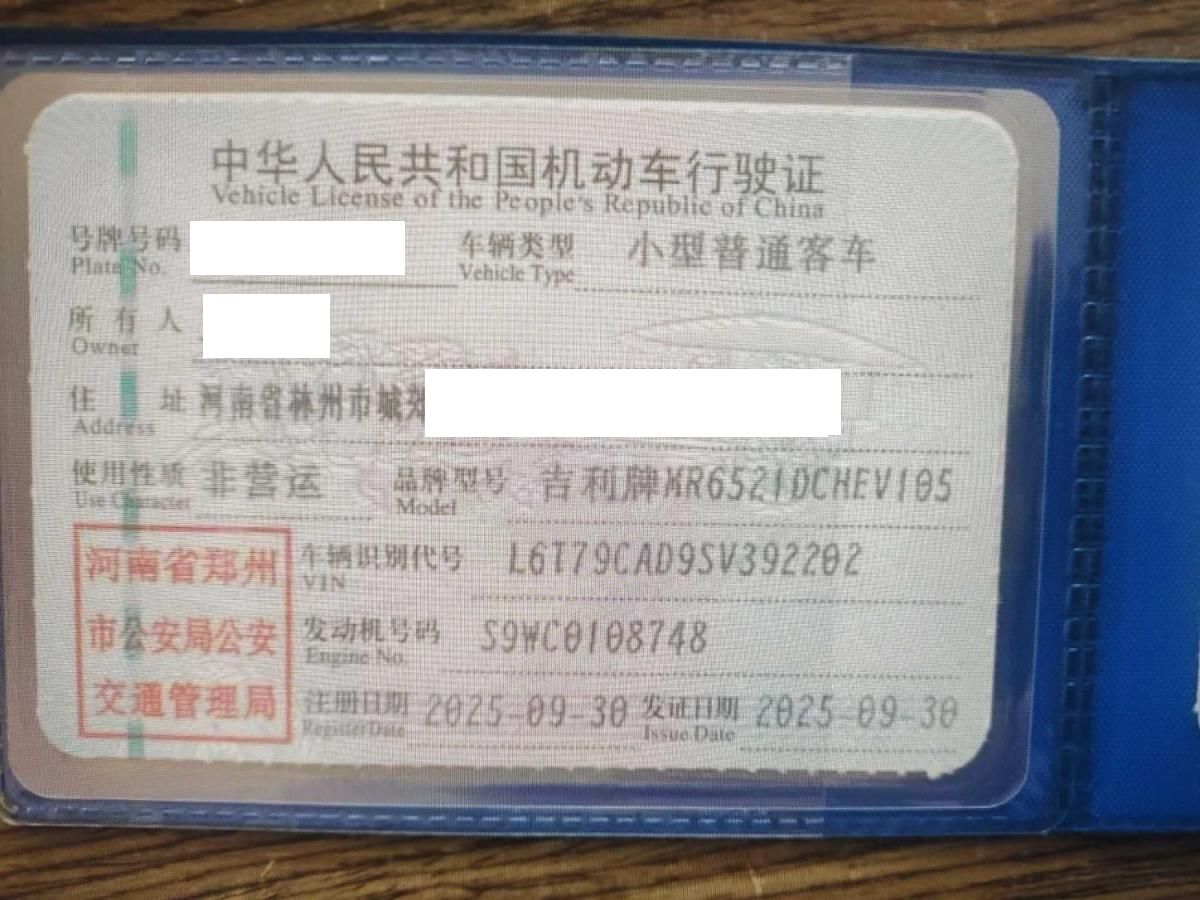 中华人民共和国机动车行驶证
Vehicle License of the People's Republic of China
号牌号码 车辆类型 小型普通客车
Plate No. Vehicle Type
所有人
Owner
住址 河南省林州市城郊
Address
使用性质 非营运 品牌型号 吉利牌MR6521DCHEV105
Use Character Model
河南省郑州
市公安局公安
交通管理局
车辆识别代号 L6T79CAD9SV392202
VIN
发动机号码 S9WC0108748
Engine No.
注册日期 2025-09-30 发证日期 2025-09-30
Register Date Issue Date